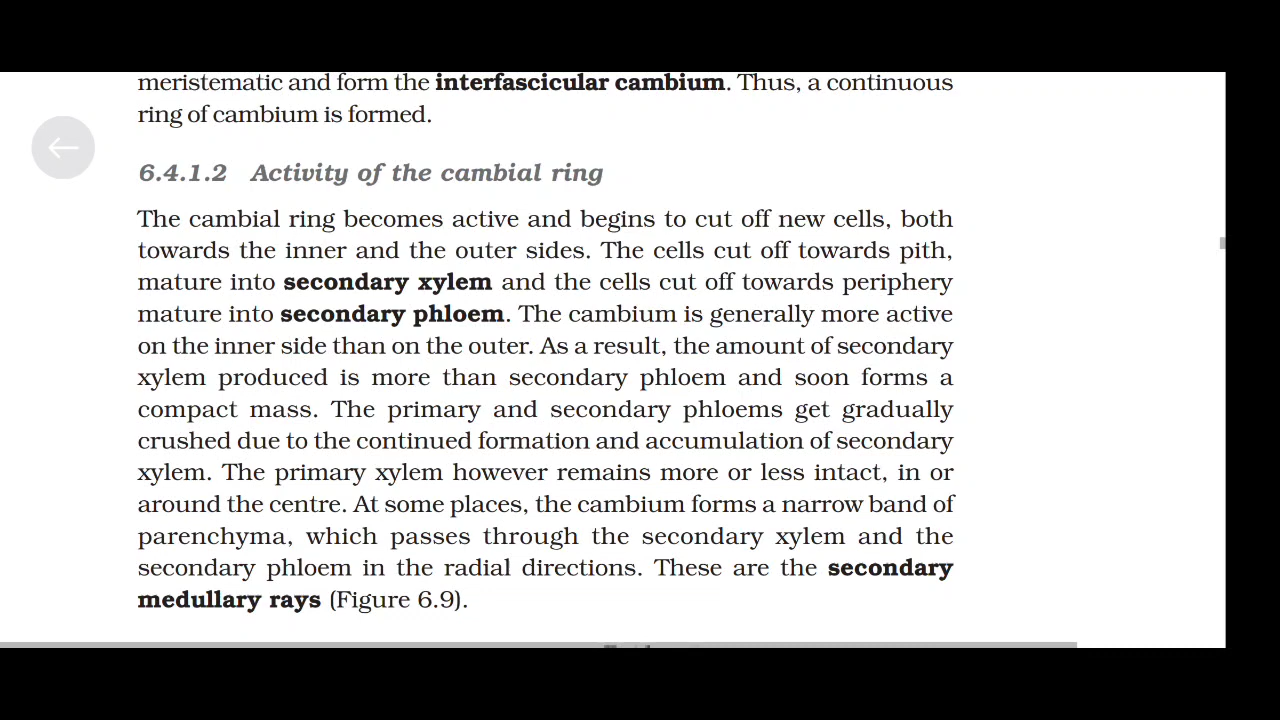 meristematic and form the interfascicular cambium. Thus, a continuous
ring of cambium is formed.
6.4.1.2 Activity of the cambial ring
The cambial ring becomes active and begins to cut off new cells, both
towards the inner and the outer sides. The cells cut off towards pith,
mature into secondary xylem and the cells cut off towards periphery
mature into secondary phloem. The cambium is generally more active
on the inner side than on the outer. As a result, the amount of secondary
xylem produced is more than secondary phloem and soon forms a
compact mass. The primary and secondary phloems get gradually
crushed due to the continued formation and accumulation of secondary
xylem. The primary xylem however remains more or less intact, in or
around the centre. At some places, the cambium forms a narrow band of
parenchyma, which passes through the secondary xylem and the
secondary phloem in the radial directions. These are the secondary
medullary rays (Figure 6.9).